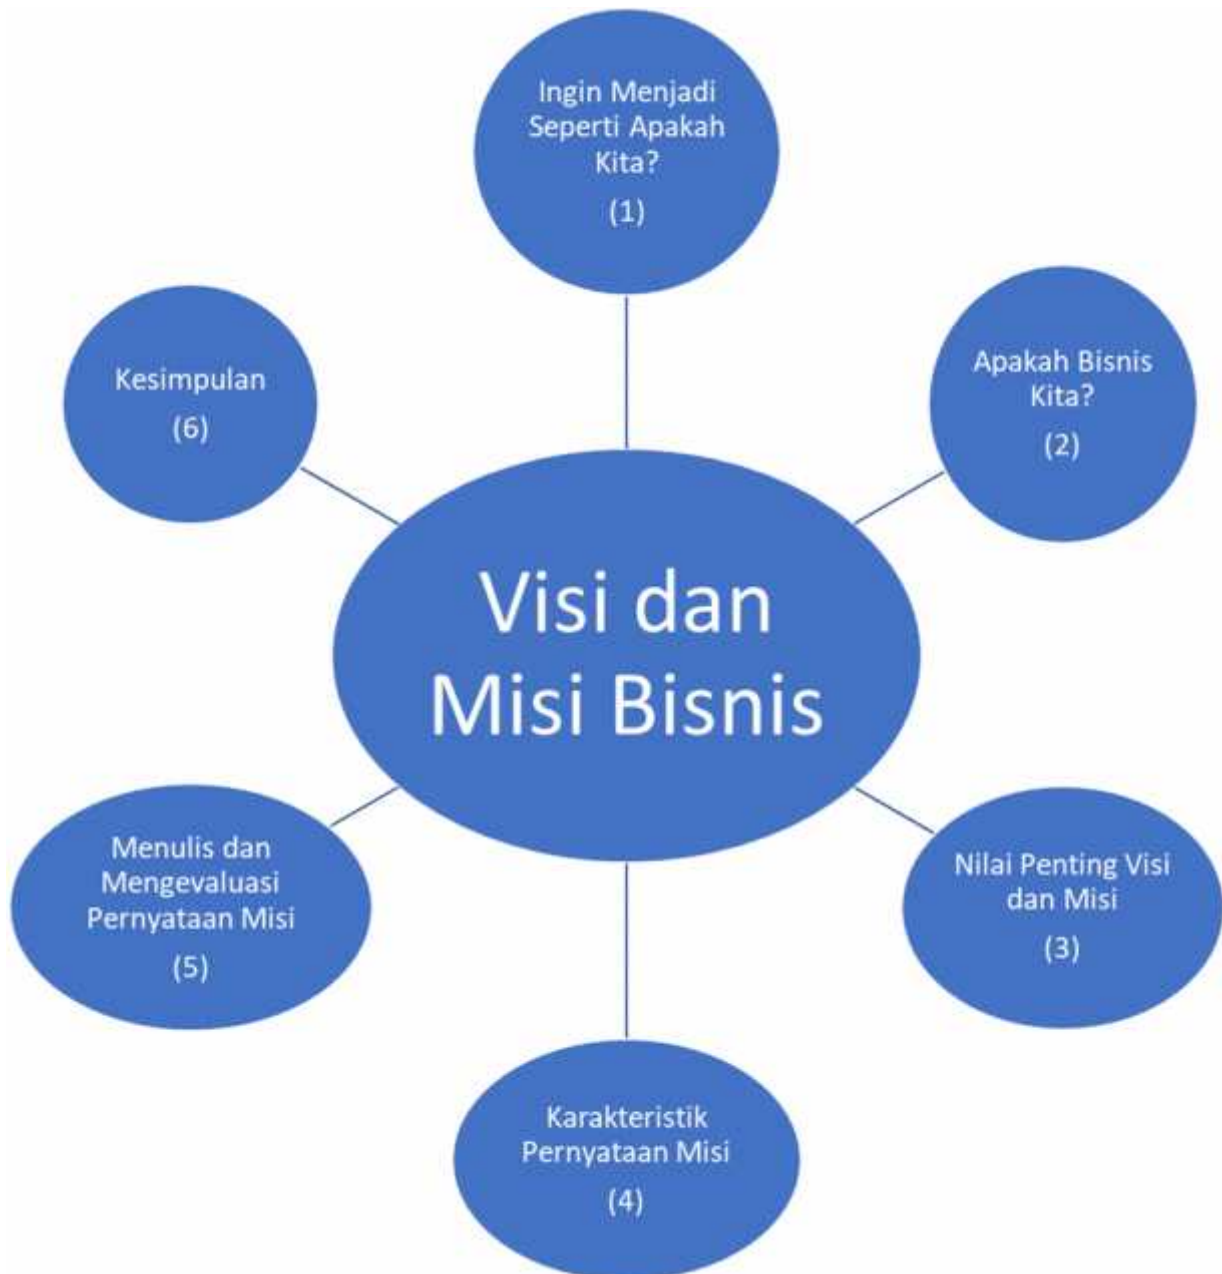 Ingin Menjadi
Seperti Apakah
Kita?
(1)
Apakah Bisnis
Kita?
(2)
Nilai Penting Visi
dan Misi
(3)
Karakteristik
Pernyataan Misi
(4)
Menulis dan
Mengevaluasi
Pernyataan Misi
(5)
Kesimpulan
(6)
Visi dan
Misi Bisnis